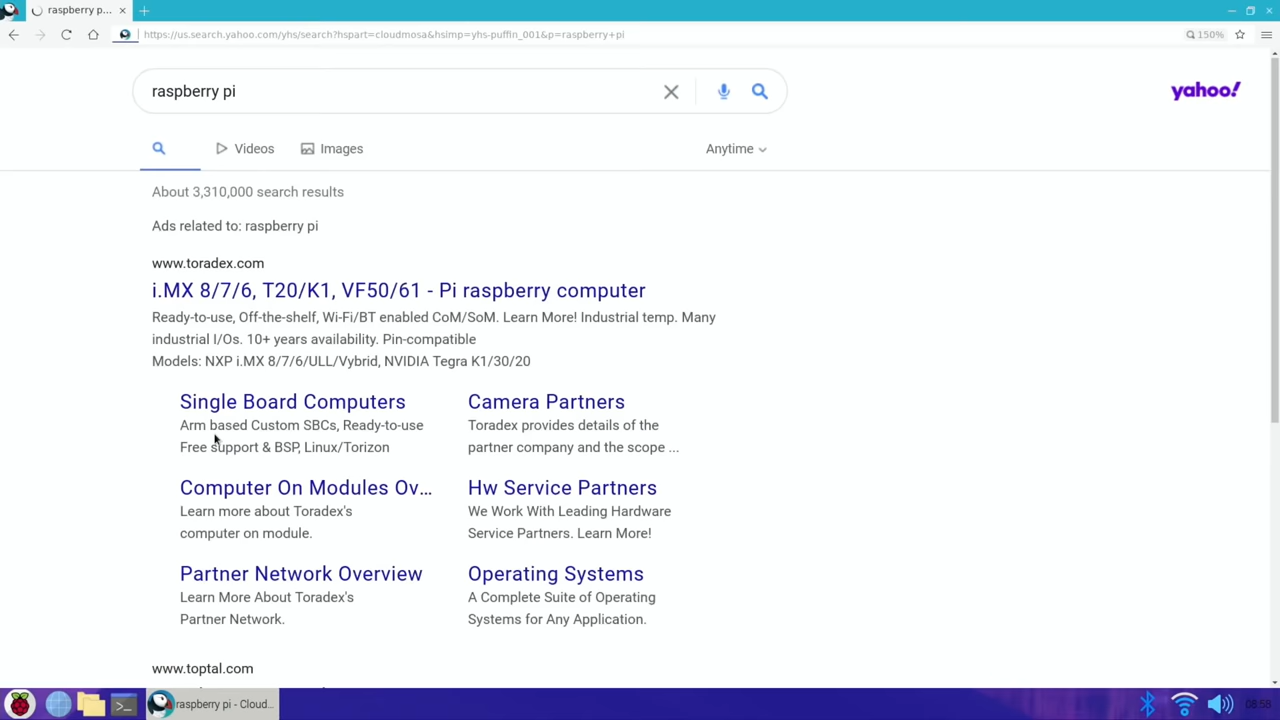 raspberry p...
https://us.search.yahoo.com/yhs/search?hspart=cloudmosa&hsimp=yhs-puffin_001&p=raspberry+pi
150%
raspberry pi
yahoo!
Videos
Images
Anytime
About 3,310,000 search results
Ads related to: raspberry pi
www.toradex.com
i.MX 8/7/6, T20/K1, VF50/61 - Pi raspberry computer
Ready-to-use, Off-the-shelf, Wi-Fi/BT enabled CoM/SoM. Learn More! Industrial temp. Many
industrial I/Os. 10+ years availability. Pin-compatible
Models: NXP i.MX 8/7/6/ULL/Vybrid, NVIDIA Tegra K1/30/20
Single Board Computers
Arm based Custom SBCs, Ready-to-use
Free support & BSP, Linux/Torizon
Camera Partners
Toradex provides details of the
partner company and the scope ...
Computer On Modules Ov...
Learn more about Toradex's
computer on module.
Hw Service Partners
We Work With Leading Hardware
Service Partners. Learn More!
Partner Network Overview
Learn More About Toradex's
Partner Network.
Operating Systems
A Complete Suite of Operating
Systems for Any Application.
www.toptal.com
raspberry pi - Cloud...
08:58